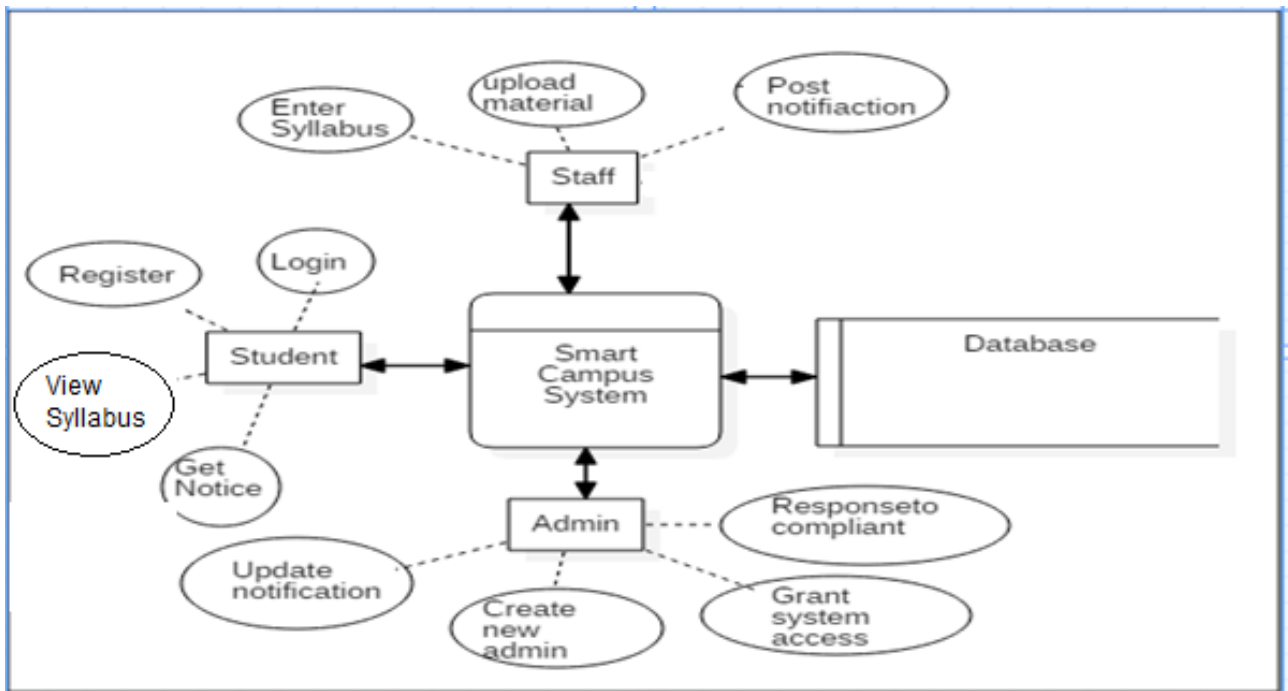 upload
material
Post
notifiaction
Enter
Syllabus
Staff
Login
Register
Student
Smart
Campus
System
Database
View
Syllabus
Get
Notice
Admin
Responseto
compliant
Update
notification
Create
new
admin
Grant
system
access